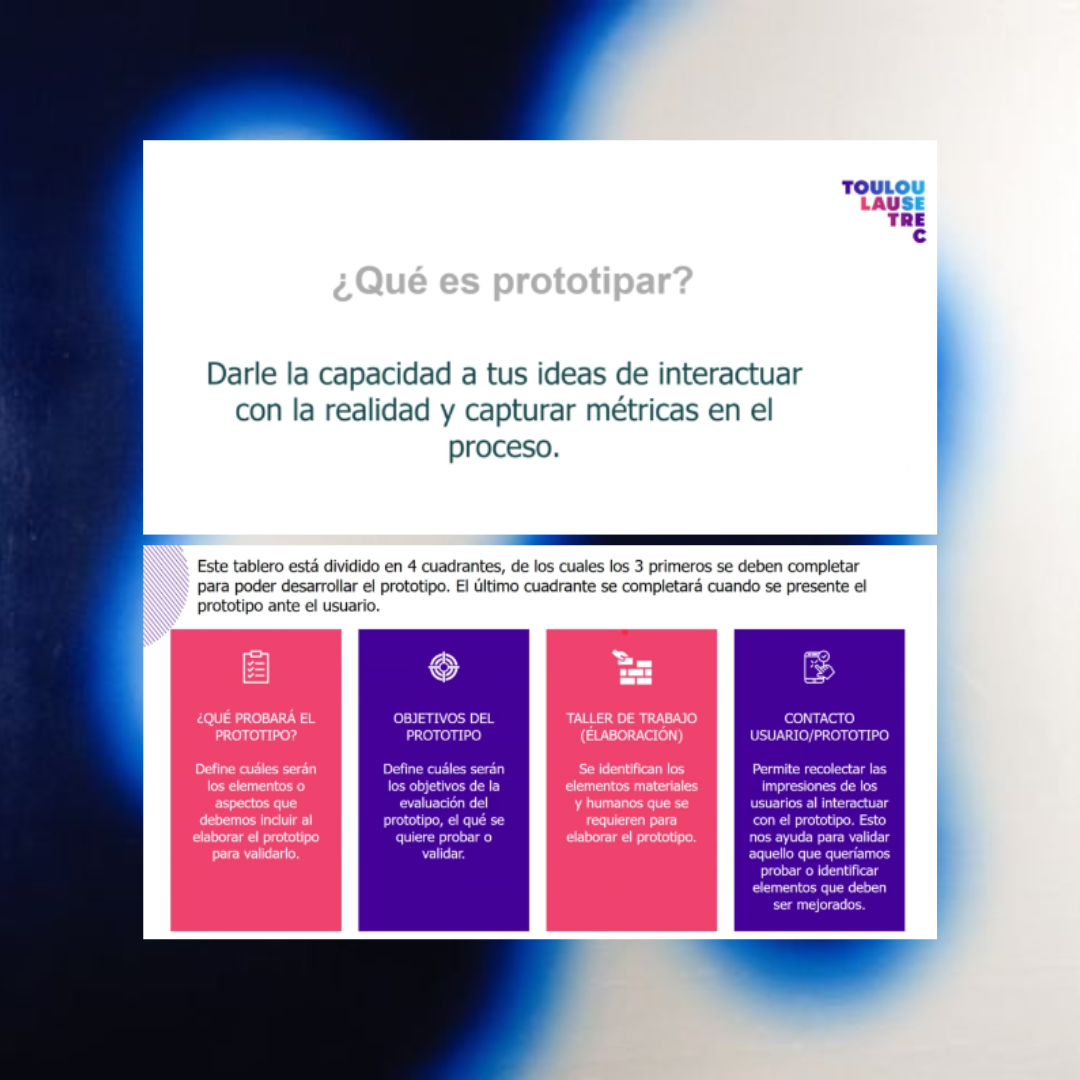 TOULOU
LAUSE
TRE
C
¿Qué es prototipar?
Darle la capacidad a tus ideas de interactuar
con la realidad y capturar métricas en el
proceso.
Este tablero está dividido en 4 cuadrantes, de los cuales los 3 primeros se deben completar
para poder desarrollar el prototipo. El último cuadrante se completará cuando se presente el
prototipo ante el usuario.
¿QUÉ PROBARÁ EL
PROTOTIPO?
Define cuáles serán
los elementos o
aspectos que
debemos incluir al
elaborar el prototipo
para validarlo.
OBJETIVOS DEL
PROTOTIPO
Define cuáles serán
los objetivos de la
evaluación del
prototipo, el qué se
quiere probar o
validar.
TALLER DE TRABAJO
(ÉLABORACIÓN)
Se identifican los
elementos materiales
y humanos que se
requieren para
elaborar el prototipo.
CONTACTO
USUARIO/PROTOTIPO
Permite recolectar las
impresiones de los
usuarios al interactuar
con el prototipo. Esto
nos ayuda para validar
aquello que queríamos
probar o identificar
elementos que deben
ser mejorados.